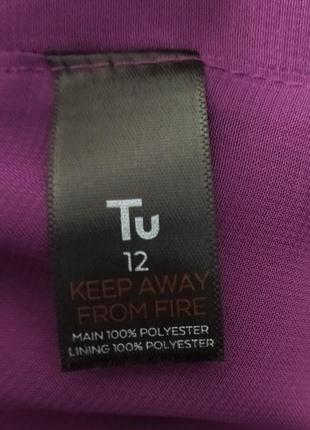 Tu
12
KEEP AWAY
FROM FIRE
MAIN 100% POLYESTER
LINING 100% POLYESTER